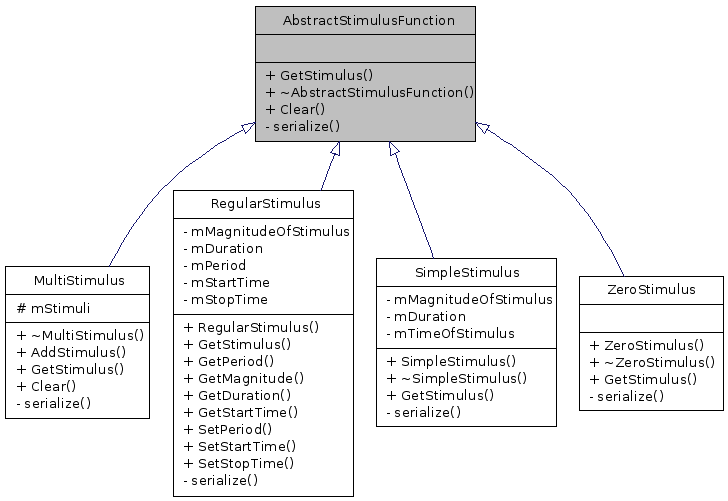 AbstractStimulusFunction
+ GetStimulus()
+ ~AbstractStimulusFunction()
+ Clear()
- serialize()
MultiStimulus
# mStimuli
+ ~MultiStimulus()
+ AddStimulus()
+ GetStimulus()
+ Clear()
- serialize()
RegularStimulus
- mMagnitudeOfStimulus
- mDuration
- mPeriod
- mStartTime
- mStopTime
+ RegularStimulus()
+ GetStimulus()
+ GetPeriod()
+ GetMagnitude()
+ GetDuration()
+ GetStartTime()
+ SetPeriod()
+ SetStartTime()
+ SetStopTime()
- serialize()
SimpleStimulus
- mMagnitudeOfStimulus
- mDuration
- mTimeOfStimulus
+ SimpleStimulus()
+ ~SimpleStimulus()
+ GetStimulus()
- serialize()
ZeroStimulus
+ ZeroStimulus()
+ ~ZeroStimulus()
+ GetStimulus()
- serialize()